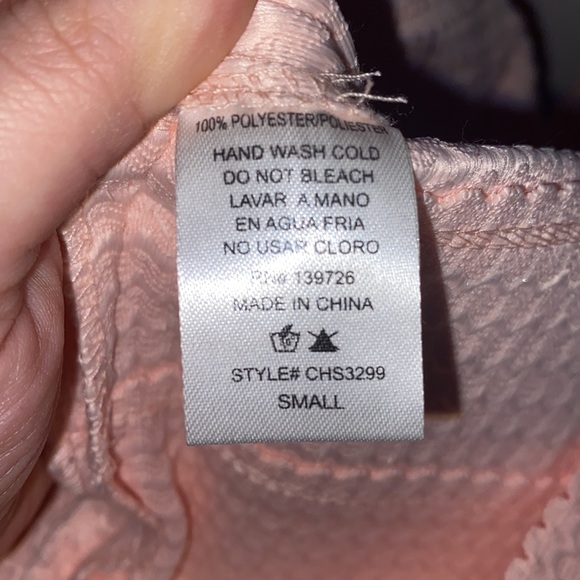 100% POLYESTER/POLIESTER
HAND WASH COLD
DO NOT BLEACH
LAVAR A MANO
EN AGUA FRIA
NO USAR CLORO
RN# 139726
MADE IN CHINA
STYLE# CHS3299
SMALL